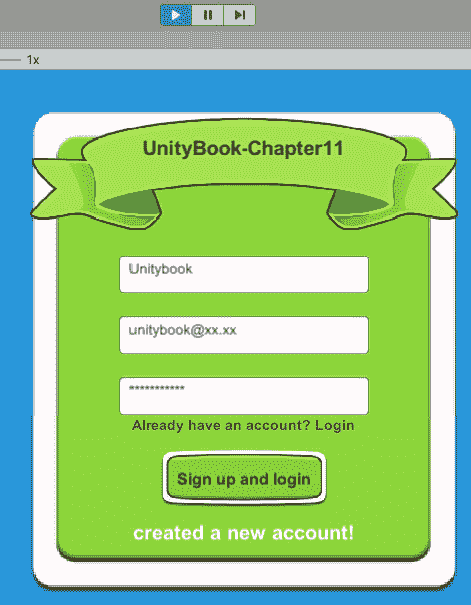 1x
UnityBook-Chapter11
Unitybook
unitybook@xx.xx
***********
Already have an account? Login
Sign up and login
created a new account!